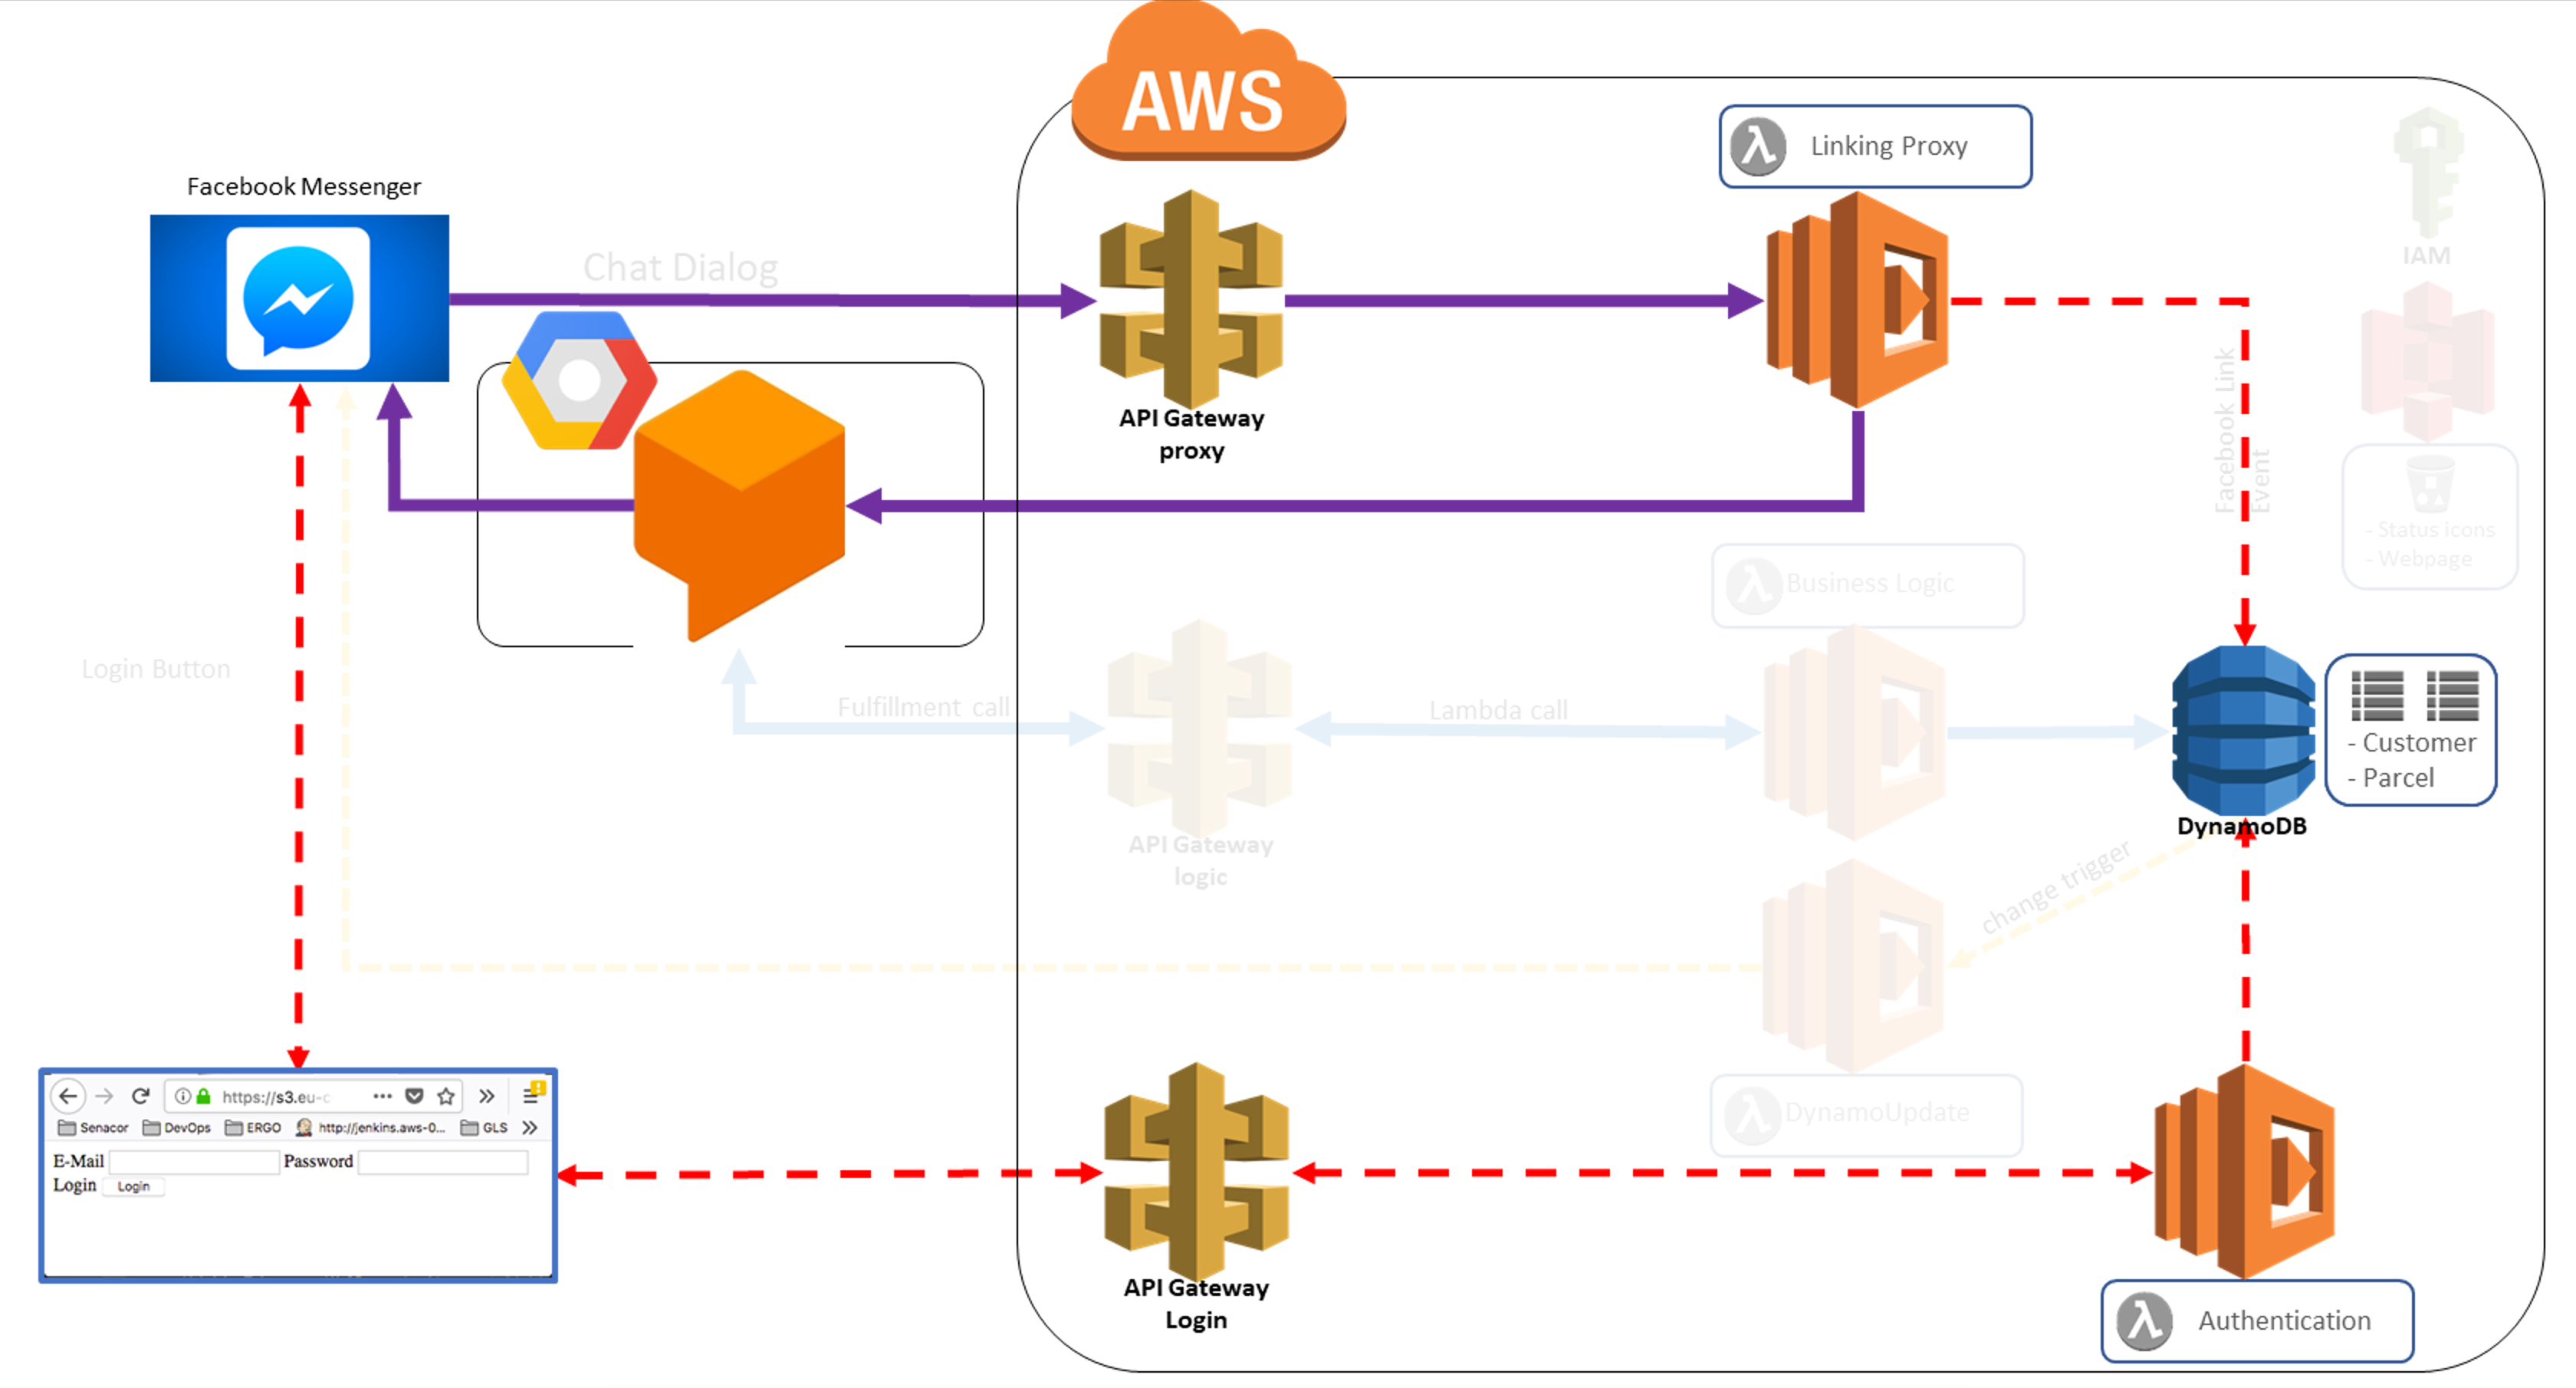 AWS
Linking Proxy
Facebook Messenger
Chat Dialog
IAM
API Gateway
proxy
Facebook Link
Event
- Status icons
- Webpage
Business Logic
Login Button
Fulfillment call
Lambda call
- Customer
- Parcel
DynamoDB
API Gateway
logic
change trigger
https://s3.eu-c
Senacor DevOps ERGO http://jenkins.aws-0... GLS
E-Mail Password
Login Login
DynamoUpdate
API Gateway
Login
Authentication